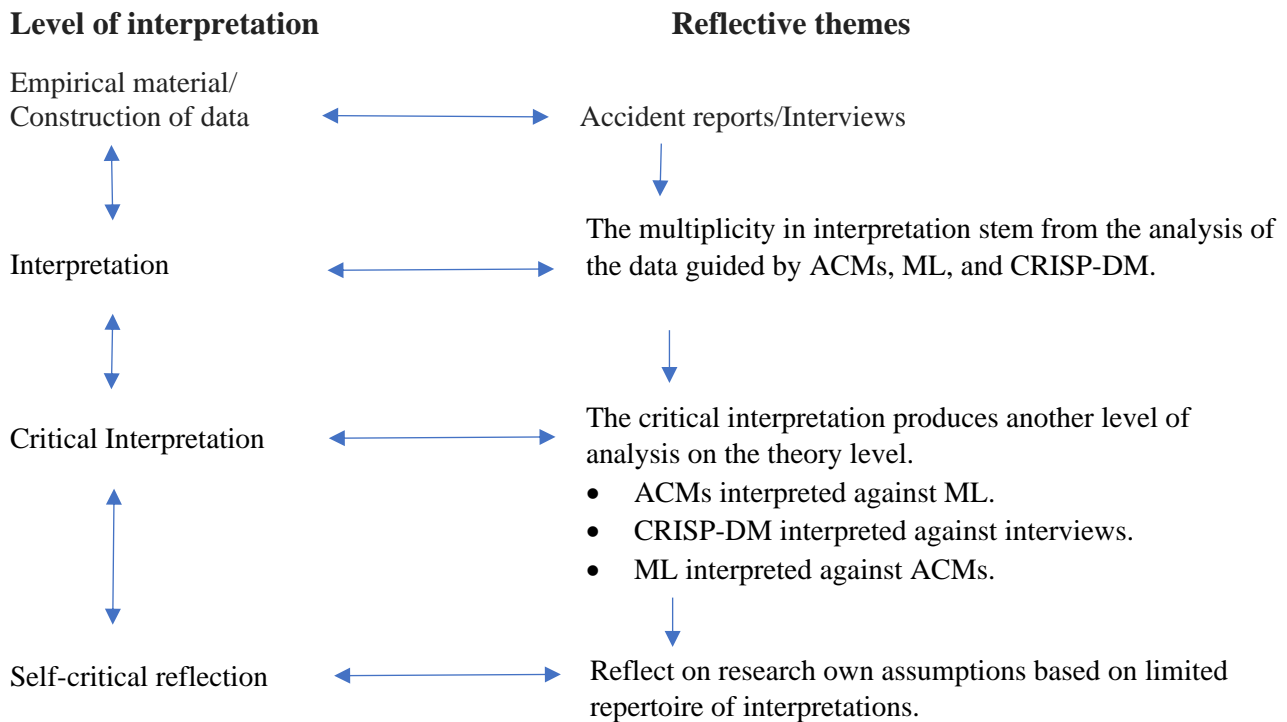 Level of interpretation
Reflective themes
Empirical material/
Construction of data
Accident reports/Interviews
Interpretation
The multiplicity in interpretation stem from the analysis of
the data guided by ACMs, ML, and CRISP-DM.
Critical Interpretation
The critical interpretation produces another level of
analysis on the theory level.
• ACMs interpreted against ML.
• CRISP-DM interpreted against interviews.
• ML interpreted against ACMs.
Self-critical reflection
Reflect on research own assumptions based on limited
repertoire of interpretations.